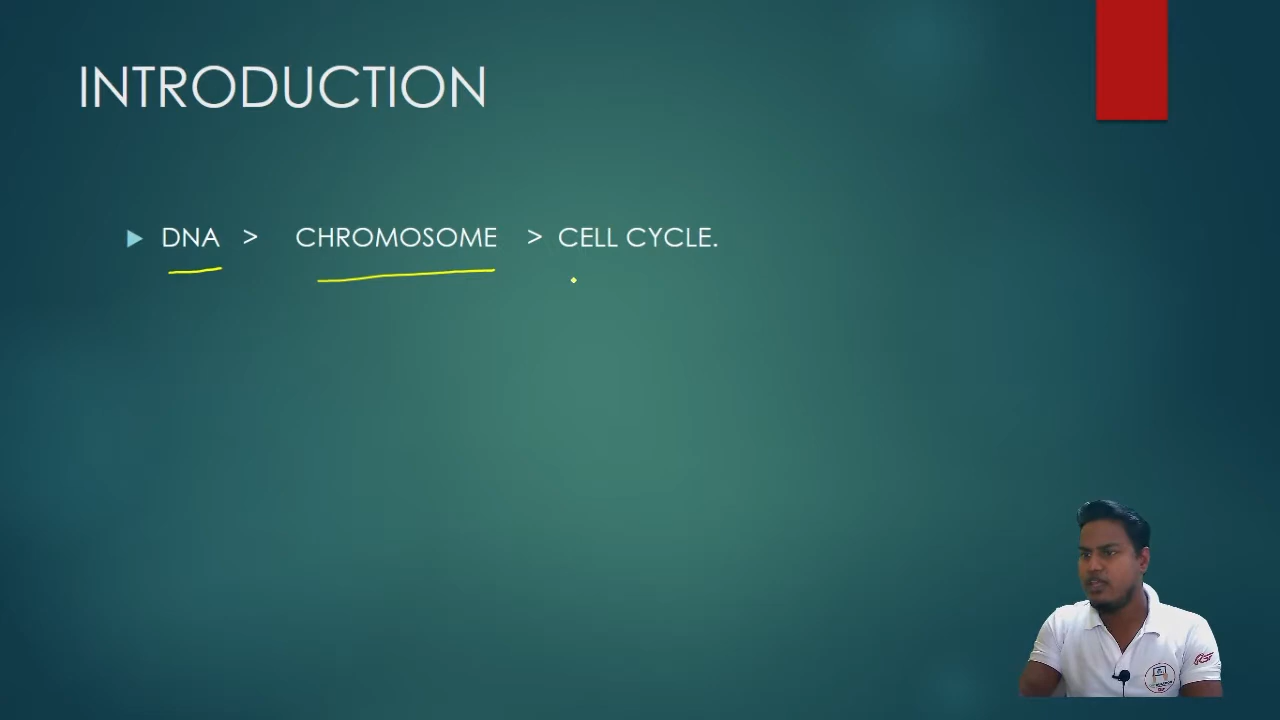 INTRODUCTION
DNA > CHROMOSOME > CELL CYCLE.